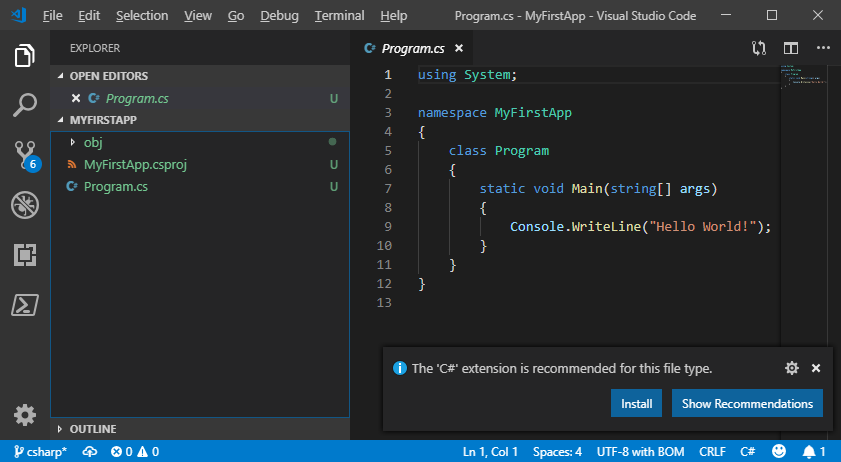 File Edit Selection View Go Debug Terminal Help Program.cs - MyFirstApp - Visual Studio Code
EXPLORER
OPEN EDITORS
Program.cs U
MYFIRSTAPP
obj
MyFirstApp.csproj U
Program.cs U
OUTLINE
6
Program.cs
1 using System;
2
3 namespace MyFirstApp
4 {
5 class Program
6 {
7 static void Main(string[] args)
8 {
9 Console.WriteLine("Hello World!");
10 }
11 }
12 }
13
The 'C#' extension is recommended for this file type.
Install Show Recommendations
csharp* 0 0 Ln 1, Col 1 Spaces: 4 UTF-8 with BOM CRLF C# 1